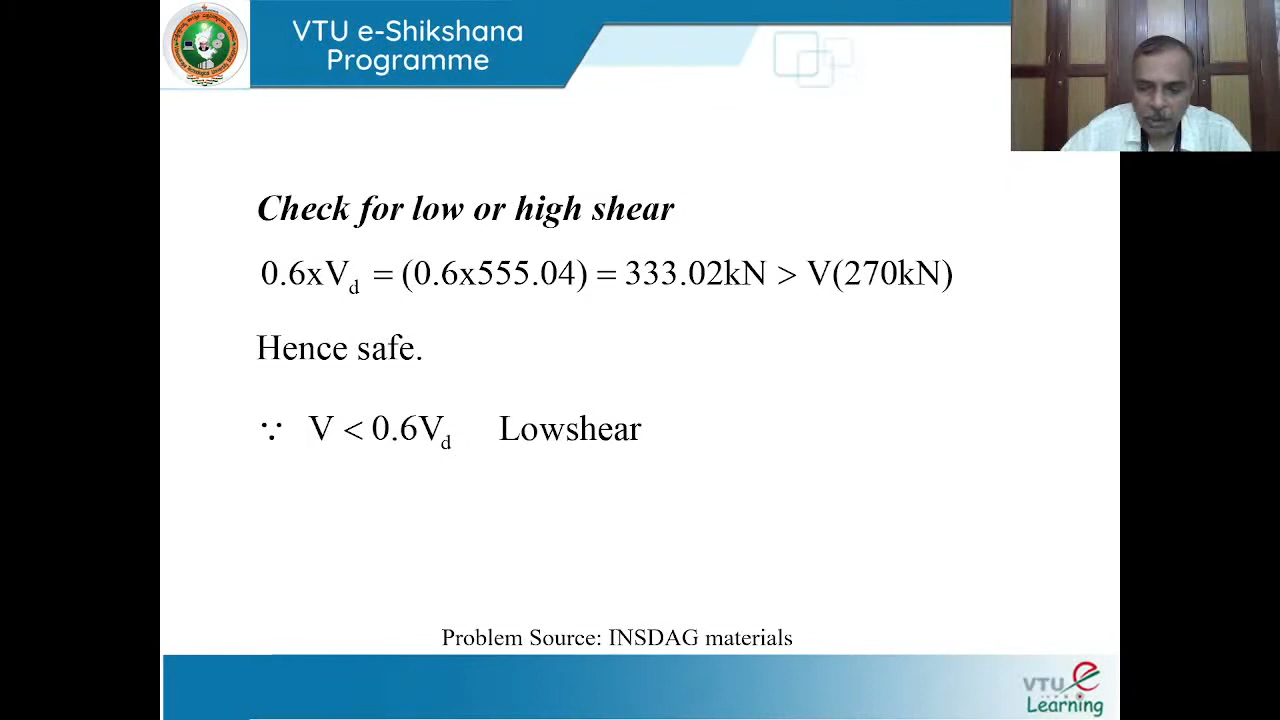 VTU e-Shikshana
Programme
Check for low or high shear
0.6xV_d = (0.6x555.04) = 333.02kN > V(270kN)
Hence safe.
∵ V < 0.6V_d Lowshear
Problem Source: INSDAG materials
VTU e
Learning